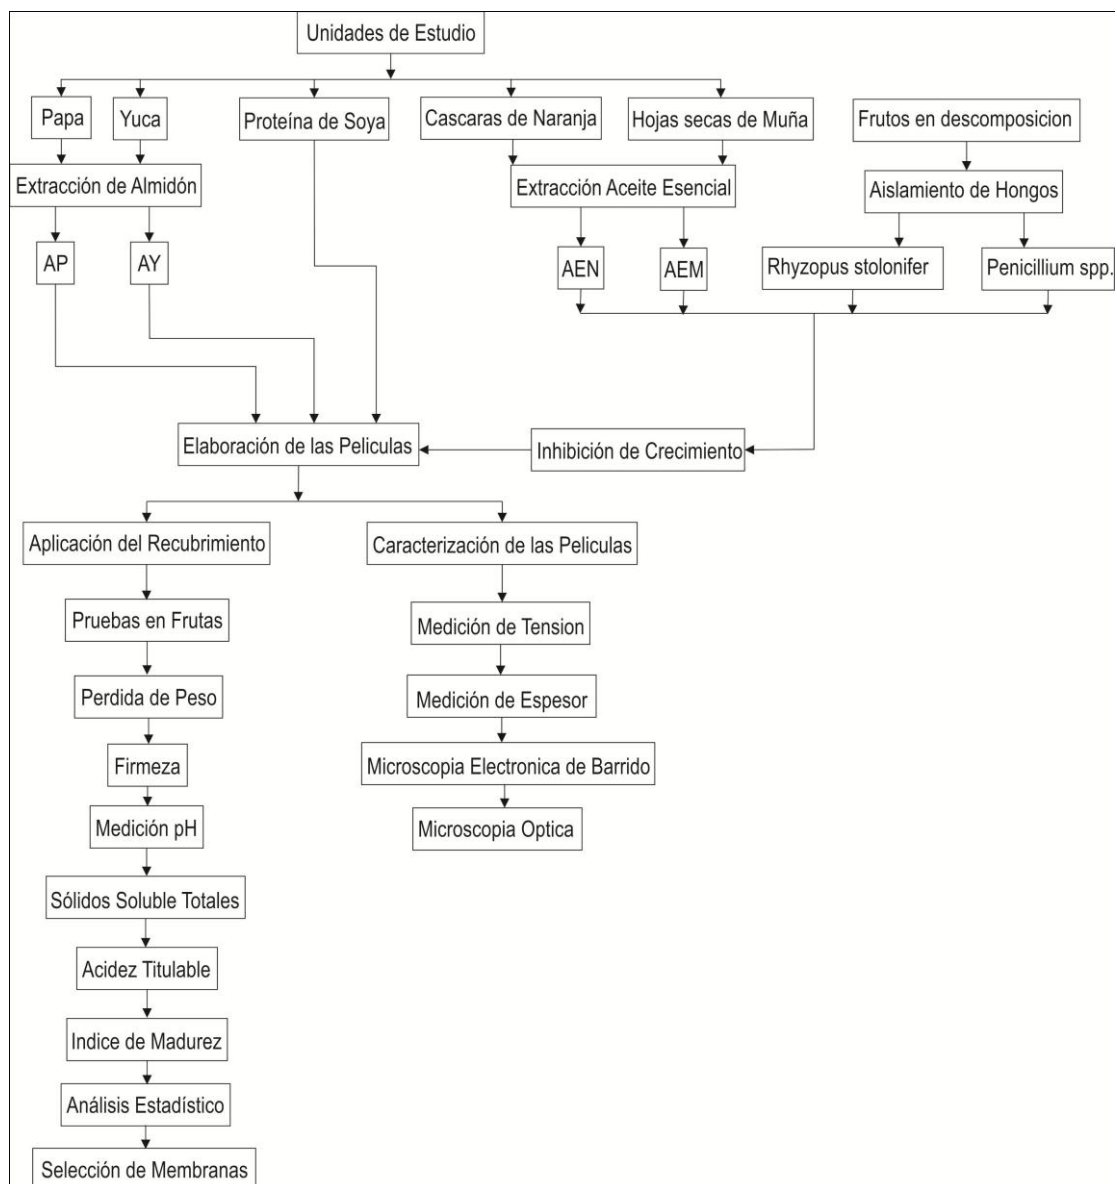 Unidades de Estudio
Papa
Yuca
Proteína de Soya
Cascaras de Naranja
Hojas secas de Muña
Frutos en descomposicion
Extracción de Almidón
Extracción Aceite Esencial
Aislamiento de Hongos
AP
AY
AEN
AEM
Rhyzopus stolonifer
Penicillium spp.
Elaboración de las Peliculas
Inhibición de Crecimiento
Aplicación del Recubrimiento
Caracterización de las Peliculas
Pruebas en Frutas
Medición de Tension
Perdida de Peso
Medición de Espesor
Firmeza
Microscopia Electronica de Barrido
Medición pH
Microscopia Optica
Sólidos Soluble Totales
Acidez Titulable
Indice de Madurez
Análisis Estadístico
Selección de Membranas